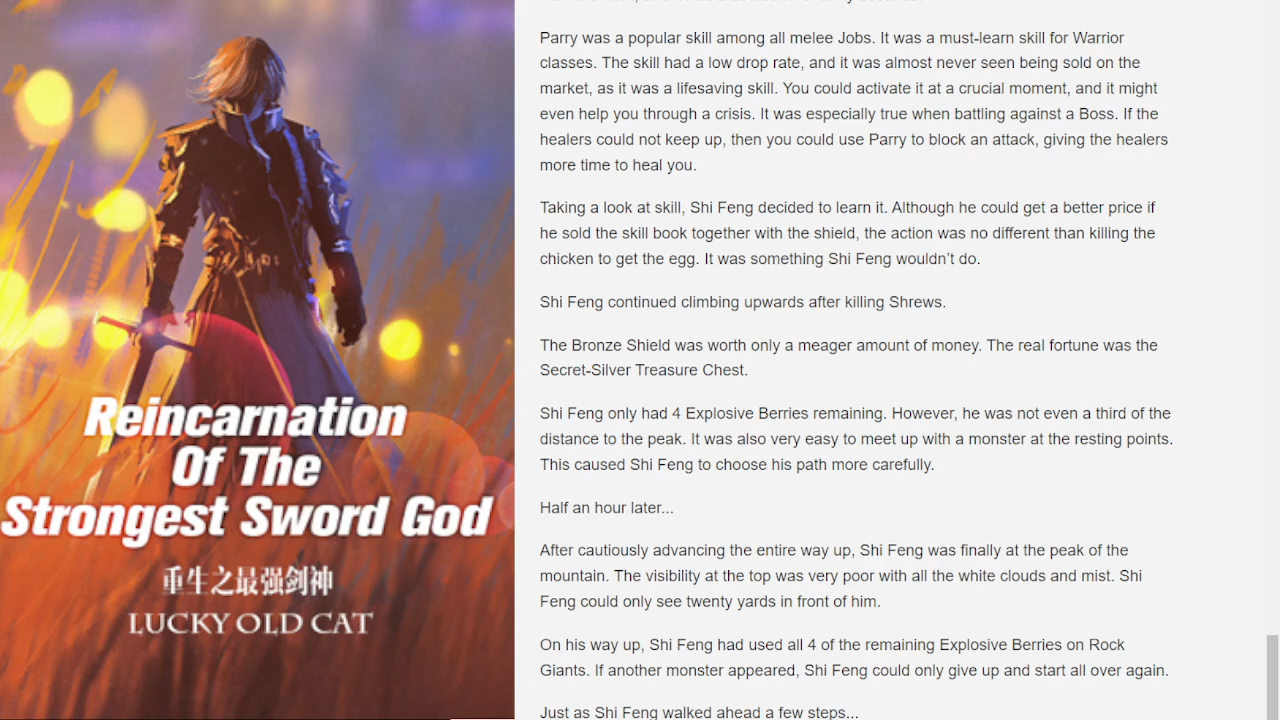 Reincarnation
Of The
Strongest Sword God
重生之最强剑神
LUCKY OLD CAT
Parry was a popular skill among all melee Jobs. It was a must-learn skill for Warrior
classes. The skill had a low drop rate, and it was almost never seen being sold on the
market, as it was a lifesaving skill. You could activate it at a crucial moment, and it might
even help you through a crisis. It was especially true when battling against a Boss. If the
healers could not keep up, then you could use Parry to block an attack, giving the healers
more time to heal you.
Taking a look at skill, Shi Feng decided to learn it. Although he could get a better price if
he sold the skill book together with the shield, the action was no different than killing the
chicken to get the egg. It was something Shi Feng wouldn’t do.
Shi Feng continued climbing upwards after killing Shrews.
The Bronze Shield was worth only a meager amount of money. The real fortune was the
Secret-Silver Treasure Chest.
Shi Feng only had 4 Explosive Berries remaining. However, he was not even a third of the
distance to the peak. It was also very easy to meet up with a monster at the resting points.
This caused Shi Feng to choose his path more carefully.
Half an hour later...
After cautiously advancing the entire way up, Shi Feng was finally at the peak of the
mountain. The visibility at the top was very poor with all the white clouds and mist. Shi
Feng could only see twenty yards in front of him.
On his way up, Shi Feng had used all 4 of the remaining Explosive Berries on Rock
Giants. If another monster appeared, Shi Feng could only give up and start all over again.
Just as Shi Feng walked ahead a few steps...